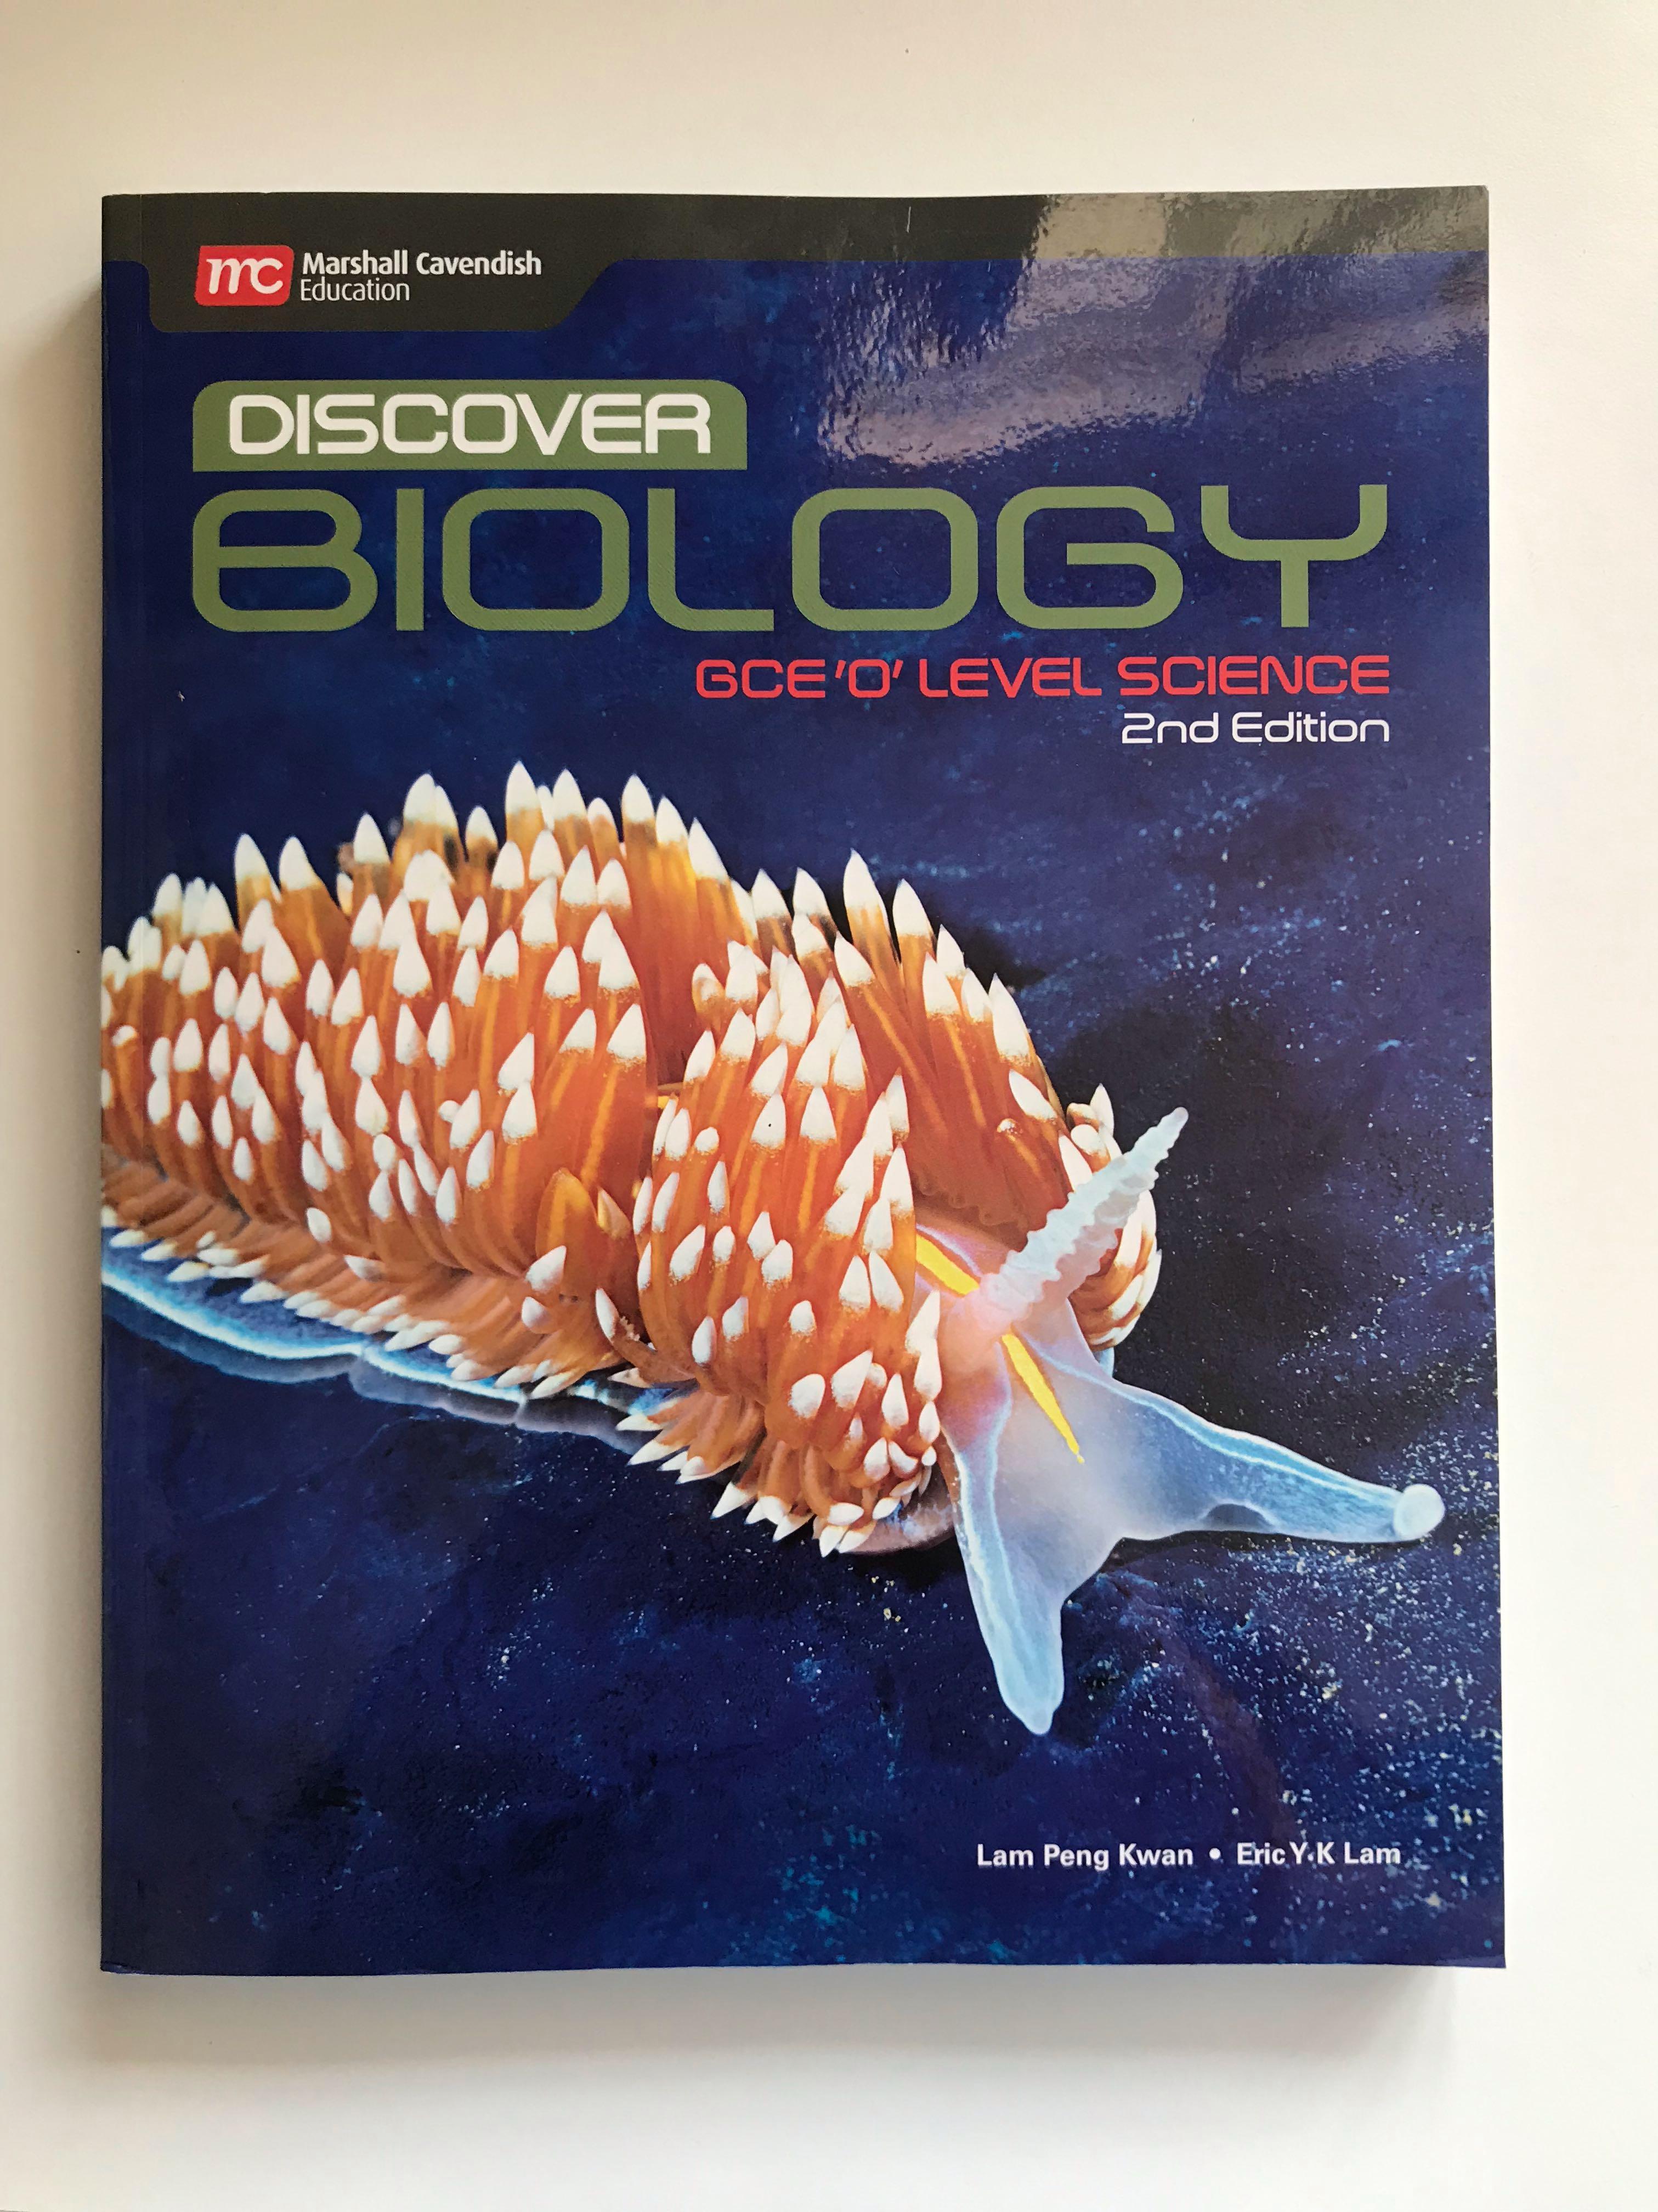 mc Marshall Cavendish
Education
DISCOVER
BIOLOGY
GCE 'O' LEVEL SCIENCE
2nd Edition
Lam Peng Kwan • Eric Y.K Lam